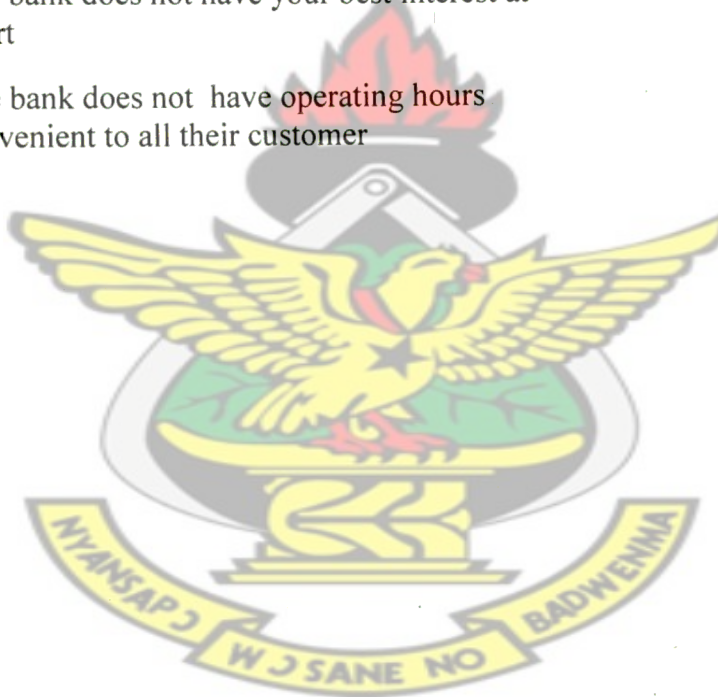 bank does not have your best interest at
rt
bank does not have operating hours
venient to all their customer
NYANSAPƆ WƆSANE NO BADWENMA